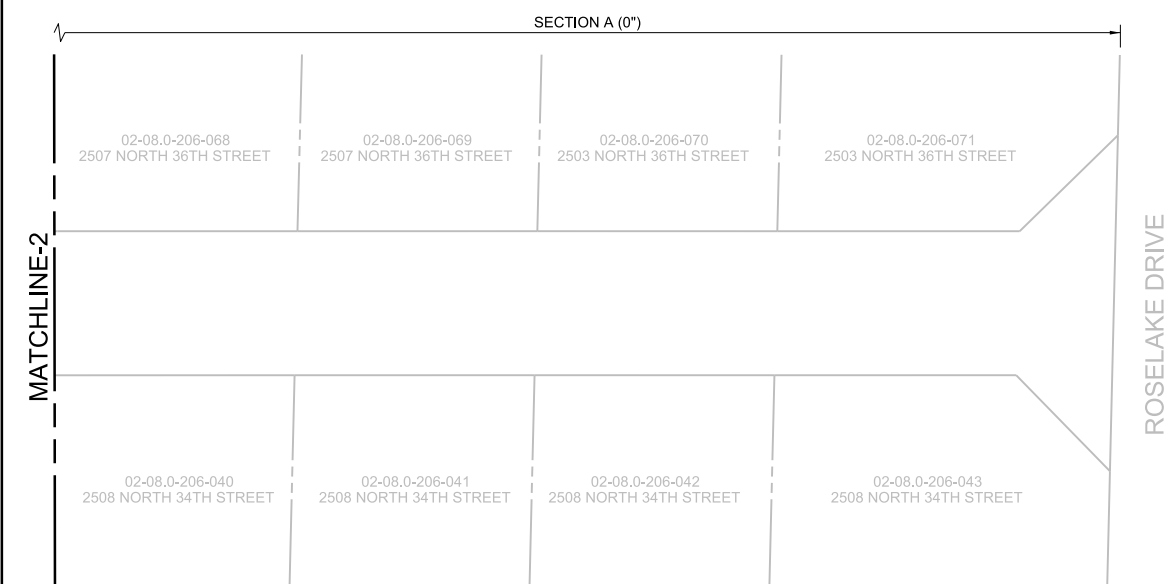 SECTION A (0")
02-08.0-206-068
2507 NORTH 36TH STREET
02-08.0-206-069
2507 NORTH 36TH STREET
02-08.0-206-070
2503 NORTH 36TH STREET
02-08.0-206-071
2503 NORTH 36TH STREET
MATCHLINE-2
ROSELAKE DRIVE
02-08.0-206-040
2508 NORTH 34TH STREET
02-08.0-206-041
2508 NORTH 34TH STREET
02-08.0-206-042
2508 NORTH 34TH STREET
02-08.0-206-043
2508 NORTH 34TH STREET